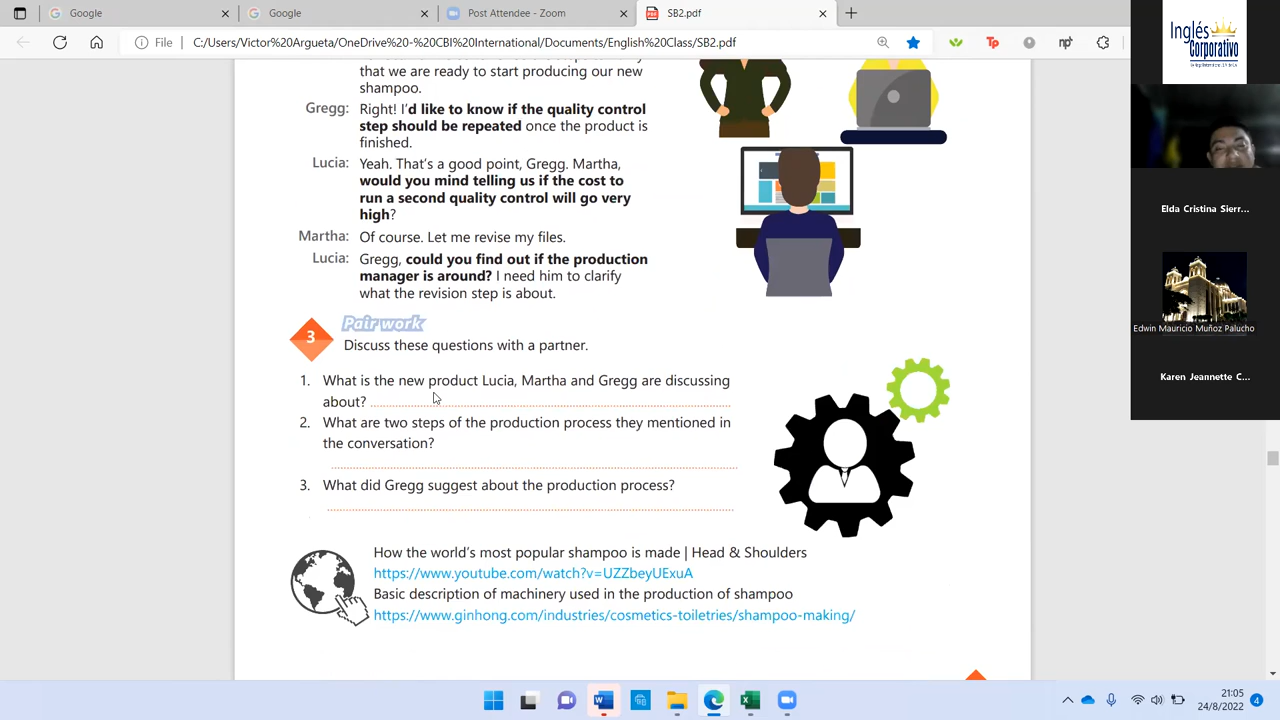 Google
Google
Post Attendee - Zoom
SB2.pdf
File
C:/Users/Victor%20Argueta/OneDrive%20-%20CBI%20International/Documents/English%20Class/SB2.pdf
Inglés
Corporativo
that we are ready to start producing our new
shampoo.
Gregg: Right! I'd like to know if the quality control
step should be repeated once the product is
finished.
Lucia: Yeah. That's a good point, Gregg. Martha,
would you mind telling us if the cost to
run a second quality control will go very
high?
Martha: Of course. Let me revise my files.
Lucia: Gregg, could you find out if the production
manager is around? I need him to clarify
what the revision step is about.
3
Pair work
Discuss these questions with a partner.
1. What is the new product Lucia, Martha and Gregg are discussing
about?
2. What are two steps of the production process they mentioned in
the conversation?
3. What did Gregg suggest about the production process?
How the world's most popular shampoo is made | Head & Shoulders
https://www.youtube.com/watch?v=UZZbeyUExuA
Basic description of machinery used in the production of shampoo
https://www.ginhong.com/industries/cosmetics-toiletries/shampoo-making/
Elda Cristina Sierr...
Edwin Mauricio Muñoz Palucho
Karen Jeannette C...
21:05
24/8/2022
4